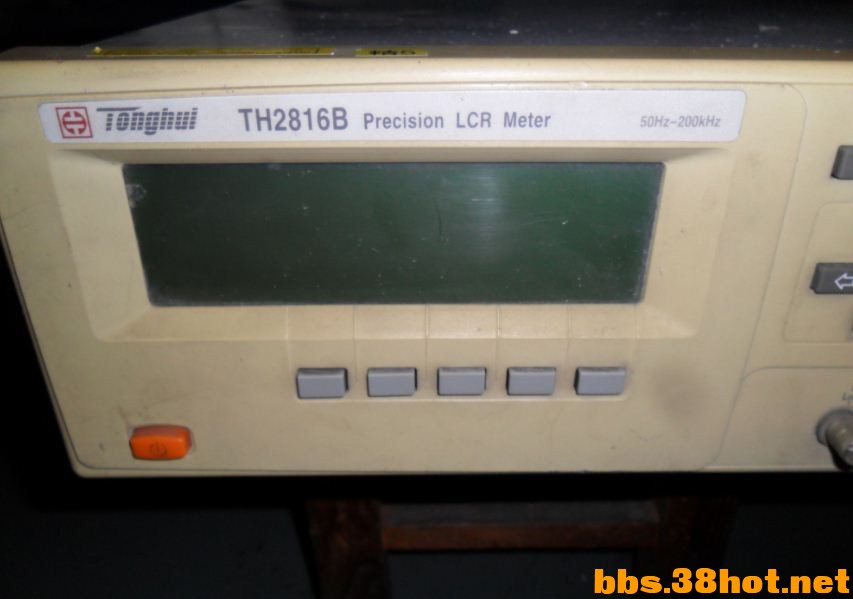 Tonghui TH2816B Precision LCR Meter 50Hz-200kHz
bbs.38hot.net